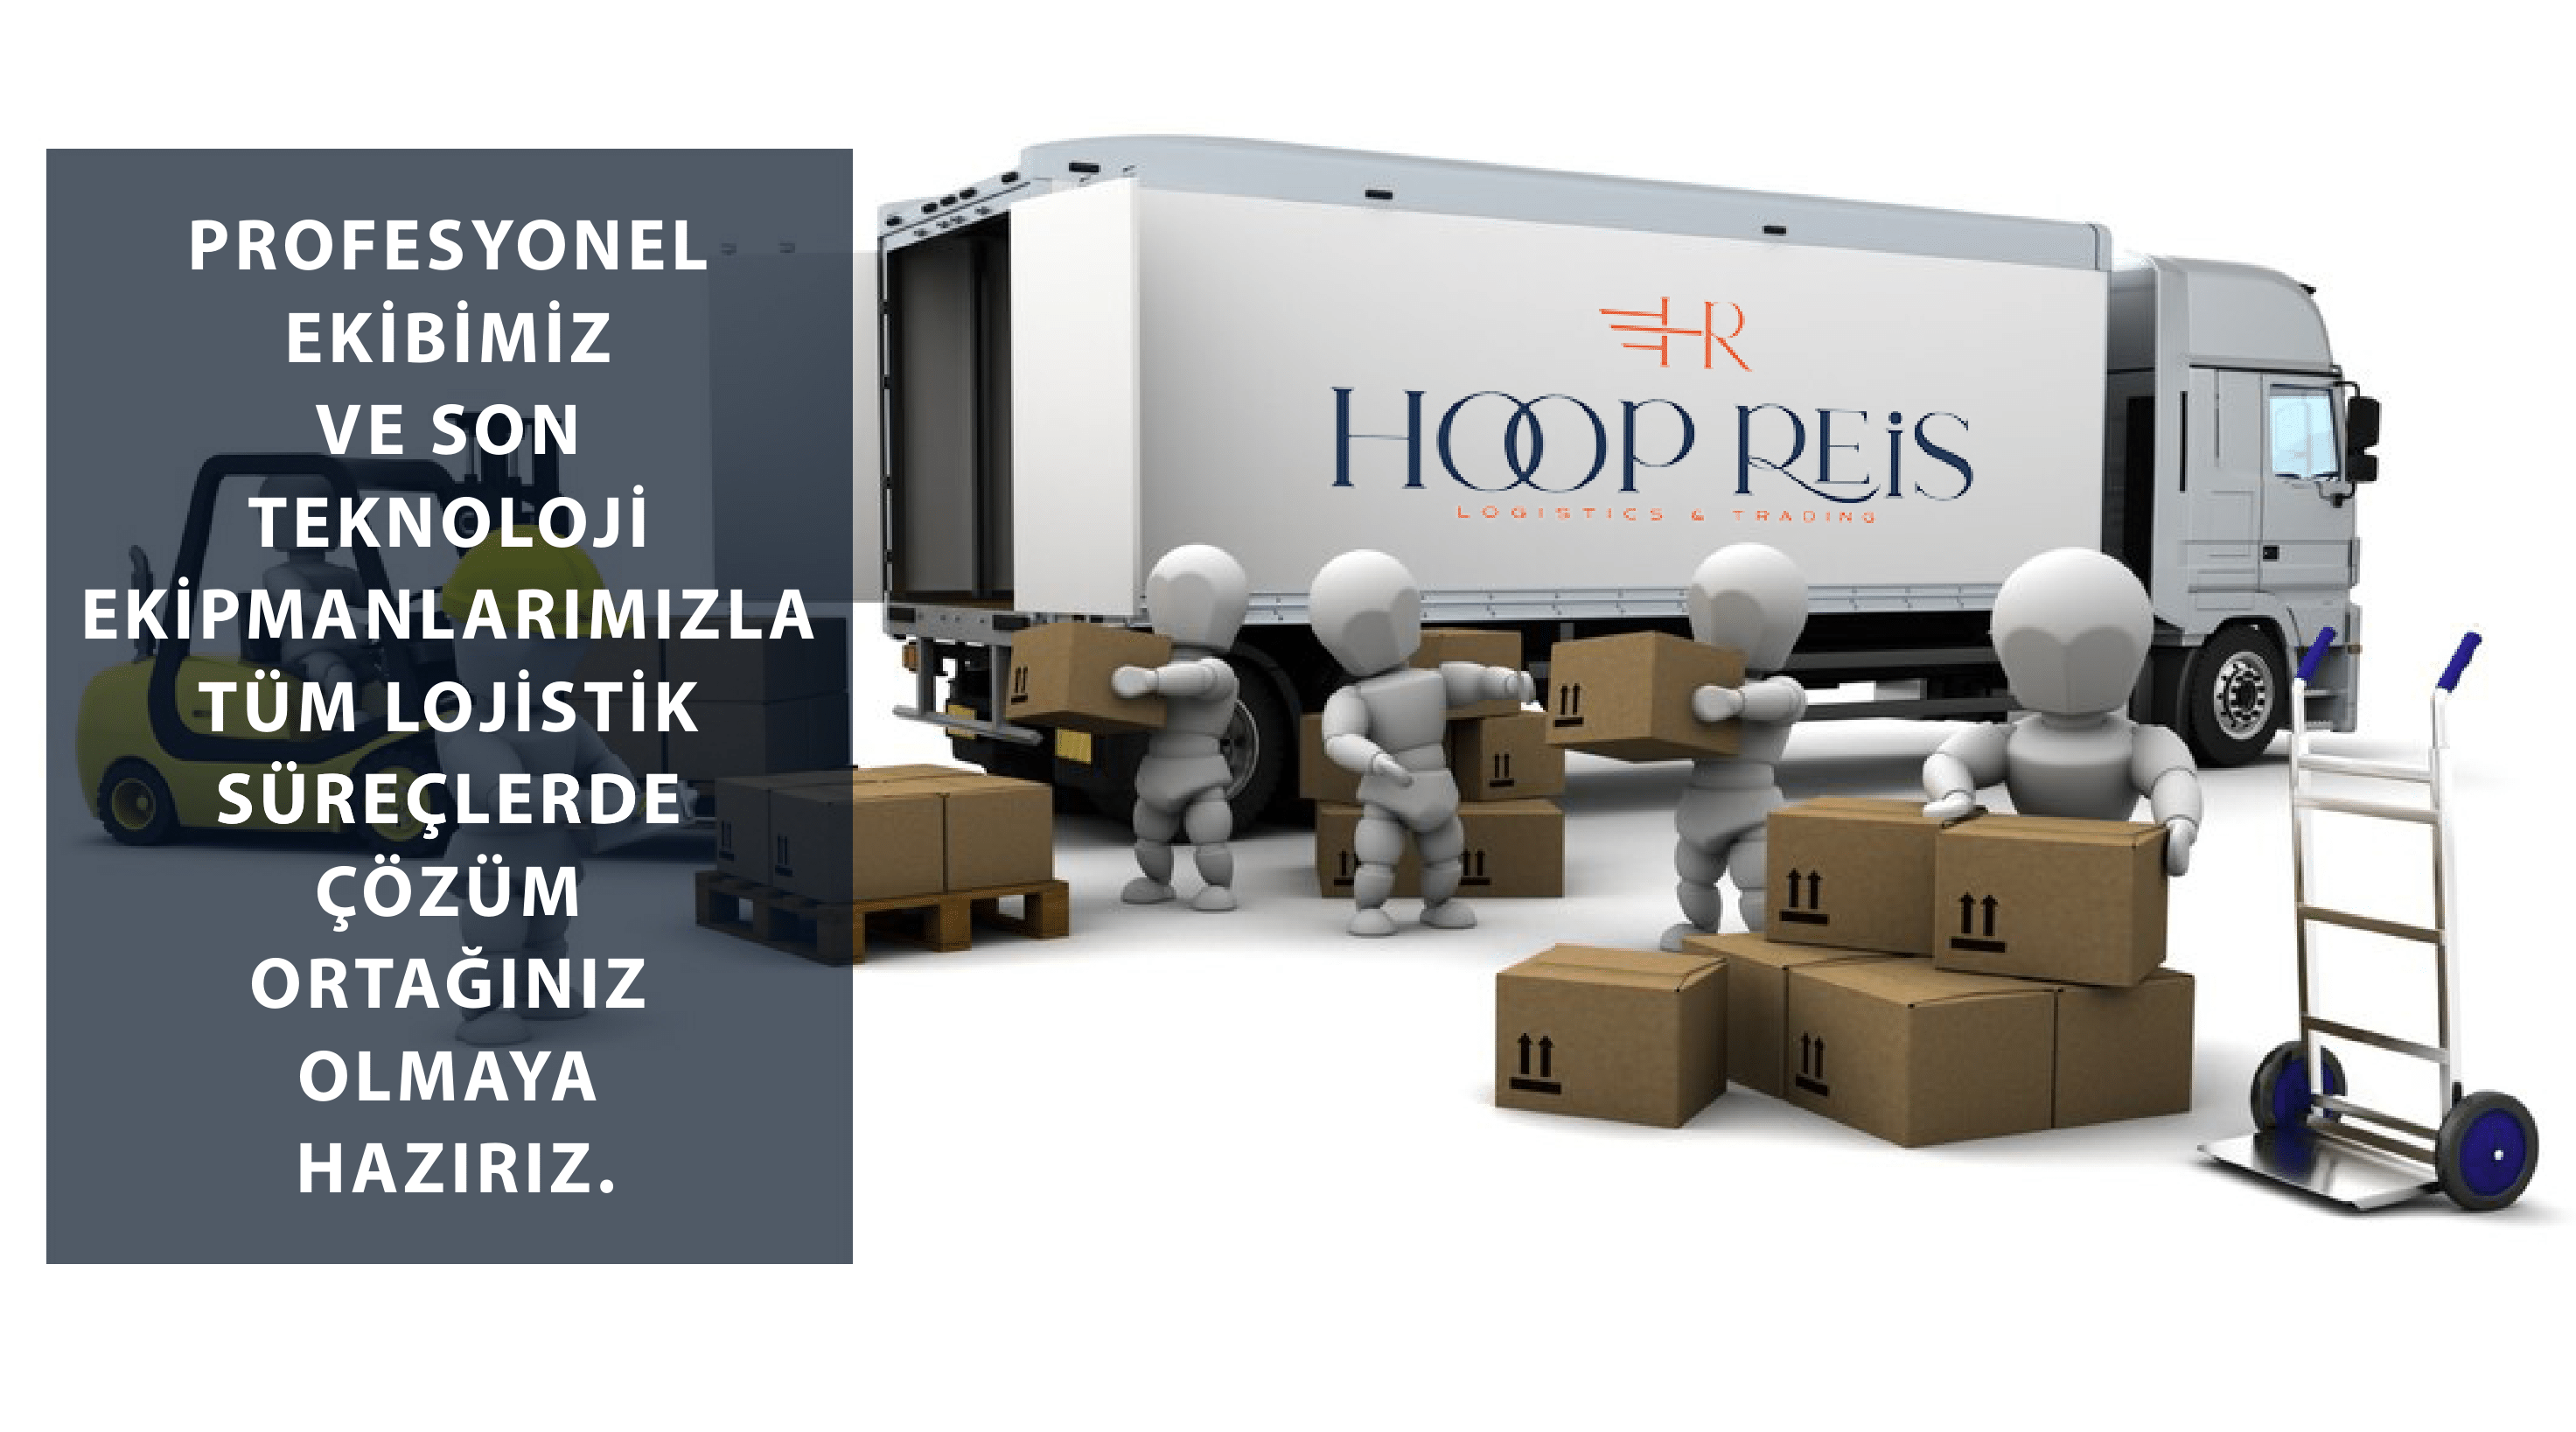 PROFESYONEL
EKİBİMİZ
VE SON
TEKNOLOJİ
EKİPMANLARIMIZLA
TÜM LOJİSTİK
SÜREÇLERDE
ÇÖZÜM
ORTAĞINIZ
OLMAYA
HAZIRIZ.
HR
HOOP REİS
LOGISTICS & TRADING